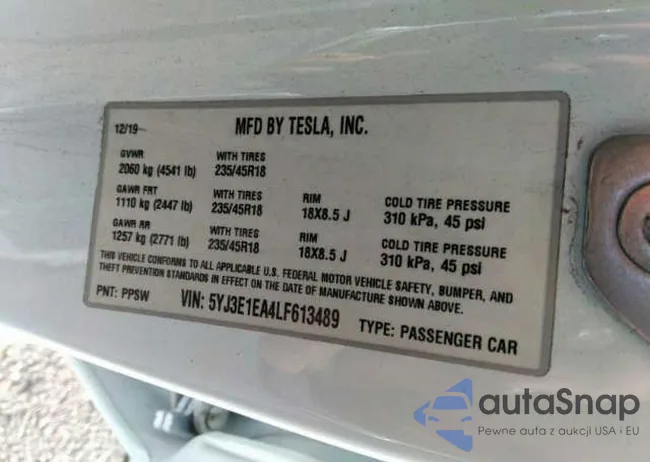 12/19
MFD BY TESLA, INC.
GVWR WITH TIRES
2060 kg (4541 lb) 235/45R18
GAWR FRT WITH TIRES RIM COLD TIRE PRESSURE
1110 kg (2447 lb) 235/45R18 18X8.5 J 310 kPa, 45 psi
GAWR RR WITH TIRES RIM COLD TIRE PRESSURE
1257 kg (2771 lb) 235/45R18 18X8.5 J 310 kPa, 45 psi
THIS VEHICLE CONFORMS TO ALL APPLICABLE U.S. FEDERAL MOTOR VEHICLE SAFETY, BUMPER, AND
THEFT PREVENTION STANDARDS IN EFFECT ON THE DATE OF MANUFACTURE SHOWN ABOVE.
PNT: PPSW VIN: 5YJ3E1EA4LF613489 TYPE: PASSENGER CAR
autaSnap
Pewne auta z aukcji USA i EU